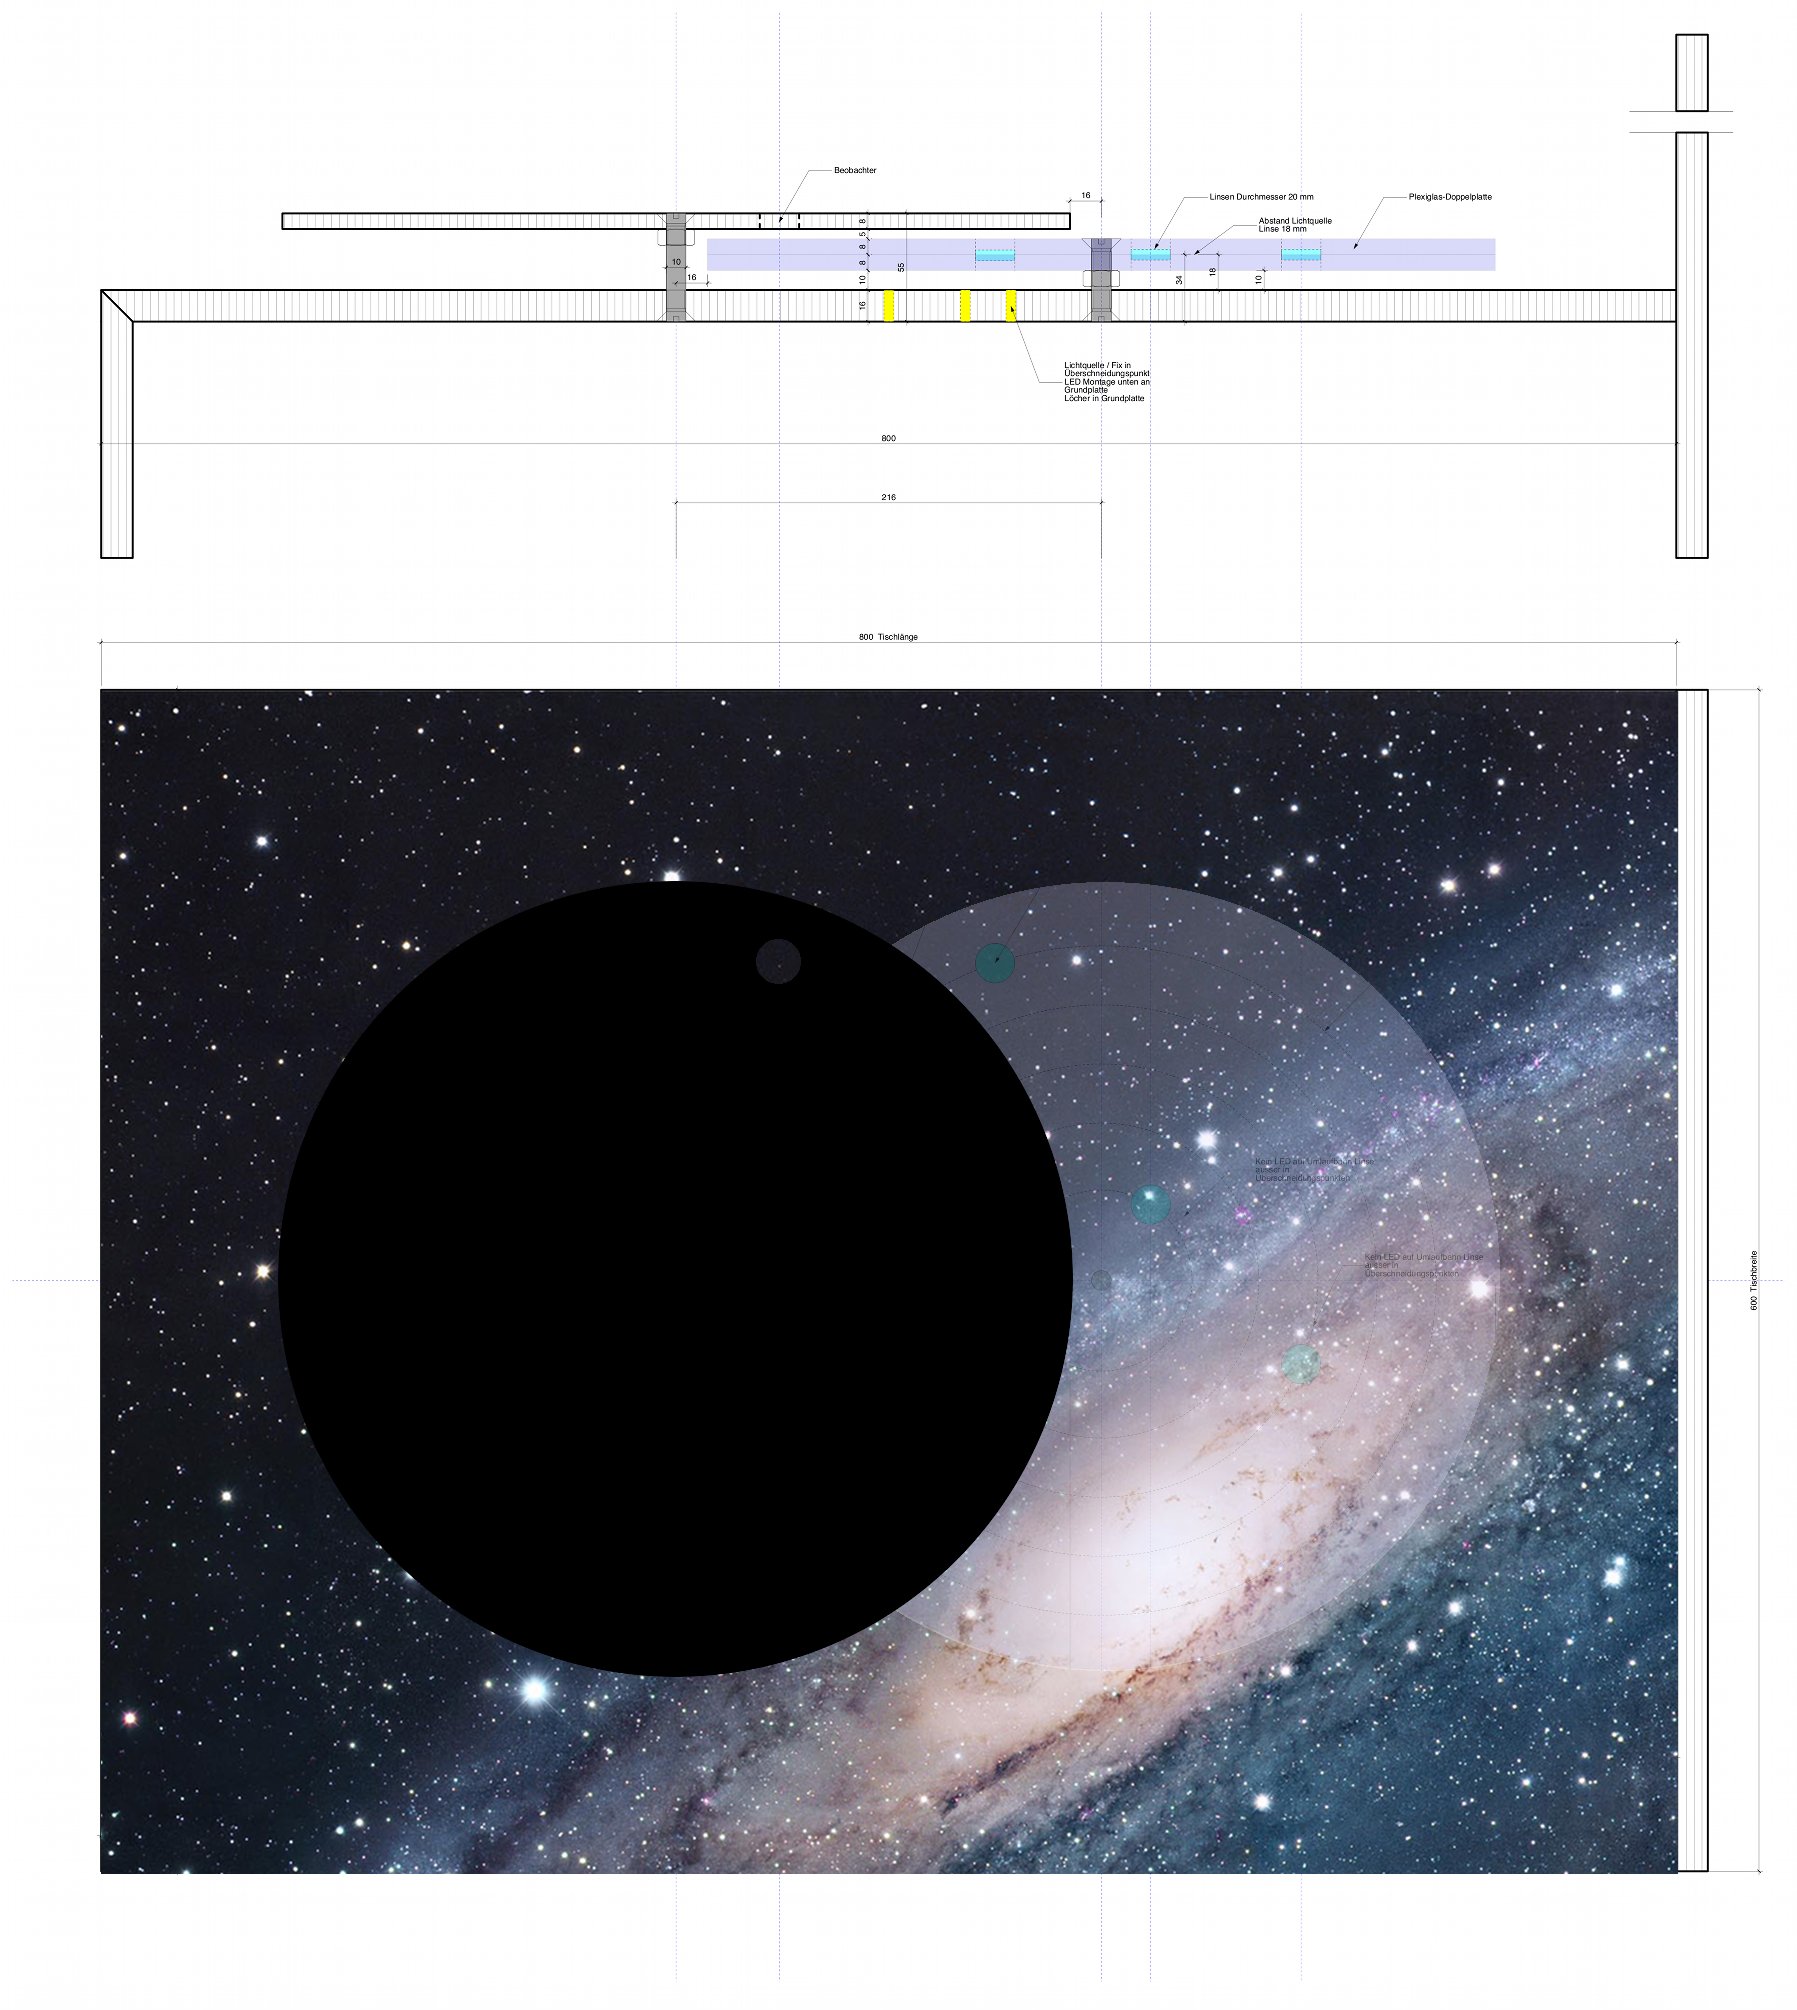 Beobachter
16
Linsen Durchmesser 20 mm
Plexiglas-Doppelplatte
Abstand Lichtquelle
Linse 18 mm
8
5
8
8
10
16
55
10
16
34
18
10
Lichtquelle / Fix in
Überschneidungspunkt
LED Montage unten an
Grundplatte
Löcher in Grundplatte
800
216
800 Tischlänge
Kein LED auf Umlaufbahn Linse
ausser in
Überschneidungspunkten
Kein LED auf Umlaufbahn Linse
ausser in
Überschneidungspunkten
600 Tischbreite